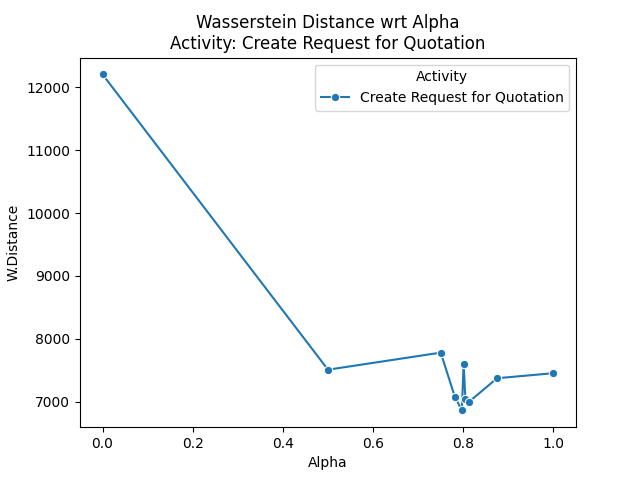 Wasserstein Distance wrt Alpha
Activity: Create Request for Quotation
Activity
Create Request for Quotation
12000
11000
10000
9000
8000
7000
W.Distance
0.0 0.2 0.4 0.6 0.8 1.0
Alpha